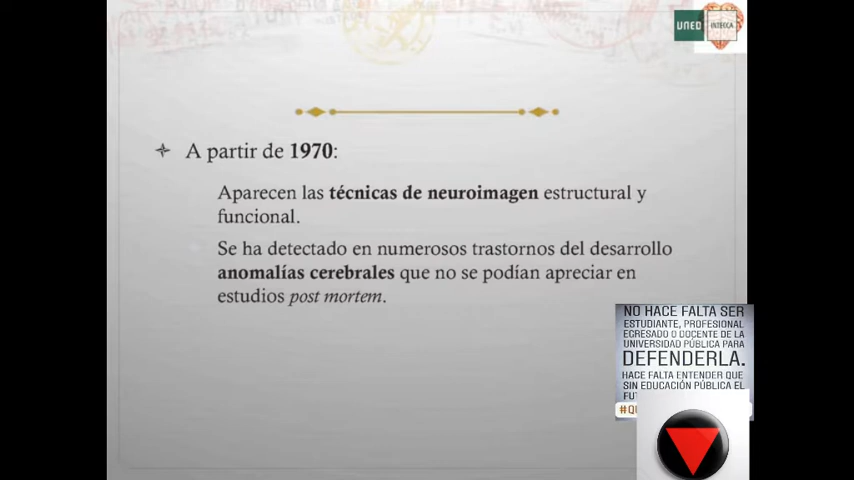 UNED
INTECCA
A partir de 1970:
Aparecen las técnicas de neuroimagen estructural y
funcional.
Se ha detectado en numerosos trastornos del desarrollo
anomalías cerebrales que no se podían apreciar en
estudios post mortem.
NO HACE FALTA SER
ESTUDIANTE, PROFESIONAL
EGRESADO O DOCENTE DE LA
UNIVERSIDAD PÚBLICA PARA
DEFENDERLA.
HACE FALTA ENTENDER QUE
SIN EDUCACIÓN PÚBLICA EL